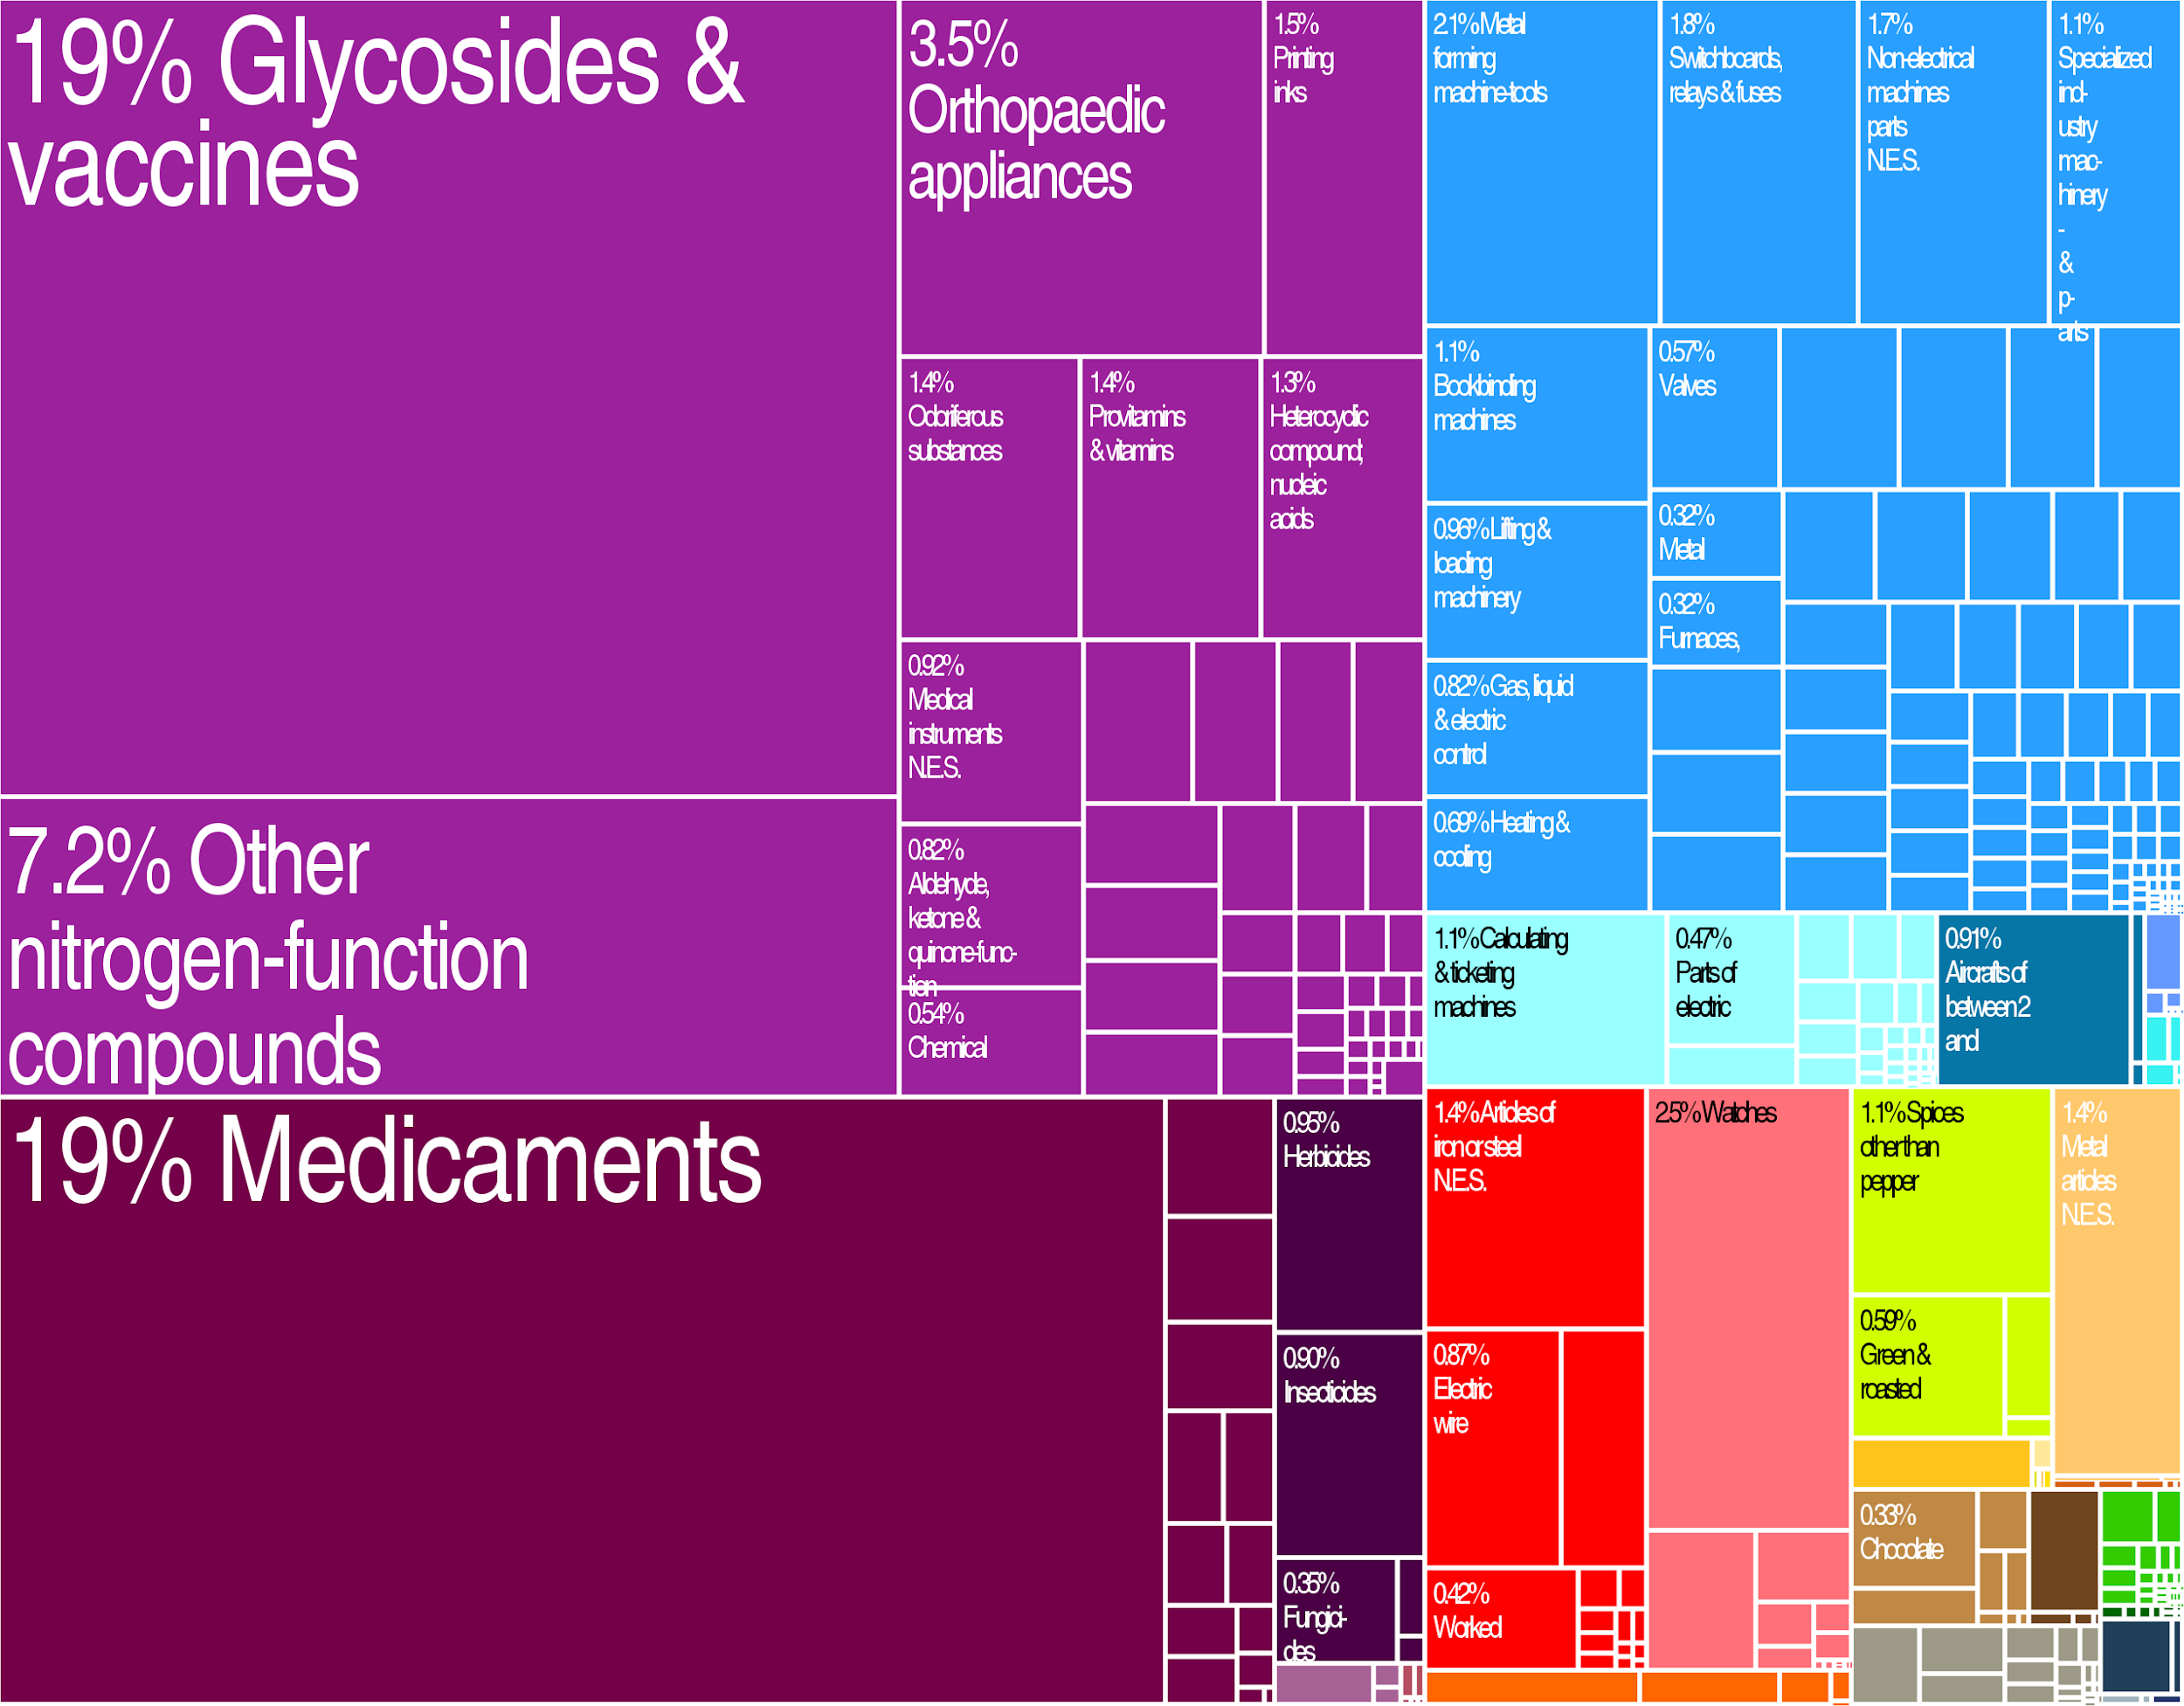 19% Glycosides &
vaccines
7.2% Other
nitrogen-function
compounds
19% Medicaments
3.5%
Orthopaedic
appliances
1.5%
Printing
inks
1.4%
Odoriferous
substances
1.4%
Provitamins
& vitamins
1.3%
Heterocyclic
compound;
nucleic
acids
0.92%
Medical
instruments
N.E.S.
0.82%
Aldehyde,
ketone &
quinone-func-
tion
0.54%
Chemical
0.95%
Herbicides
0.90%
Insecticides
0.35%
Fungici-
des
2.1% Metal
forming
machine-tools
1.8%
Switchboards,
relays & fuses
1.7%
Non-electrical
machines
parts
N.E.S.
1.1%
Specialized
ind-
ustry
mac-
hinery
-
&
p-
arts
1.1%
Bookbinding
machines
0.57%
Valves
0.96% Lifting &
loading
machinery
0.32%
Metal
0.32%
Furnaces,
0.82% Gas, liquid
& electric
control
0.69% Heating &
cooling
1.1% Calculating
& ticketing
machines
0.47%
Parts of
electric
0.91%
Aircrafts of
between 2
and
1.4% Articles of
iron or steel
N.E.S.
0.87%
Electric
wire
0.42%
Worked
2.5% Watches
1.1% Spices
other than
pepper
0.59%
Green &
roasted
1.4%
Metal
articles
N.E.S.
0.33%
Chocolate